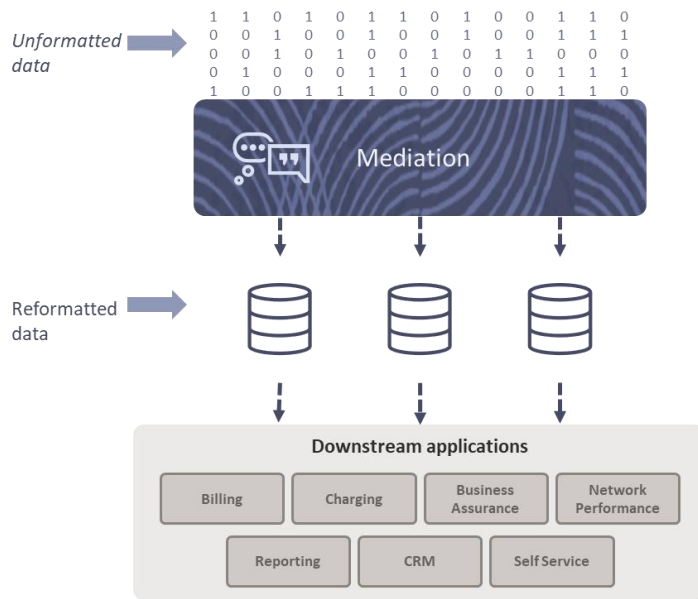 Unformatted
data
1 1 0 1 0 1 1 0 1 0 0 1 1 0
0 0 1 0 0 1 0 0 1 0 0 1 1 1
0 0 1 0 1 0 0 1 0 1 1 0 0 0
0 1 0 0 0 1 1 0 0 0 0 1 1 1
1 0 0 1 1 1 0 0 0 0 0 1 1 0
Mediation
Reformatted
data
Downstream applications
Billing
Charging
Business
Assurance
Network
Performance
Reporting
CRM
Self Service